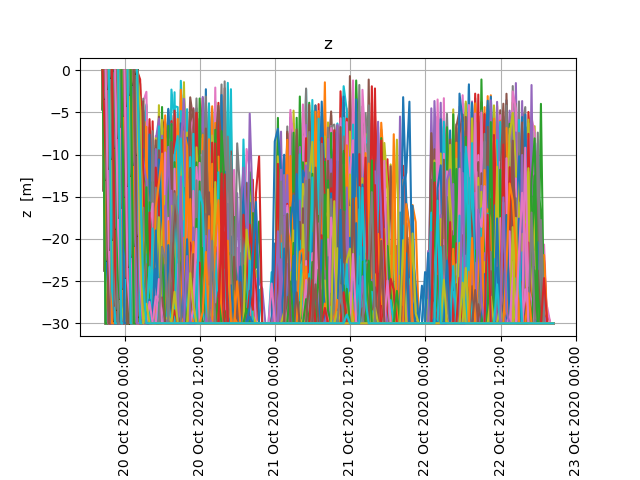 z
0
−5
−10
−15
−20
−25
−30
z [m]
20 Oct 2020 00:00
20 Oct 2020 12:00
21 Oct 2020 00:00
21 Oct 2020 12:00
22 Oct 2020 00:00
22 Oct 2020 12:00
23 Oct 2020 00:00